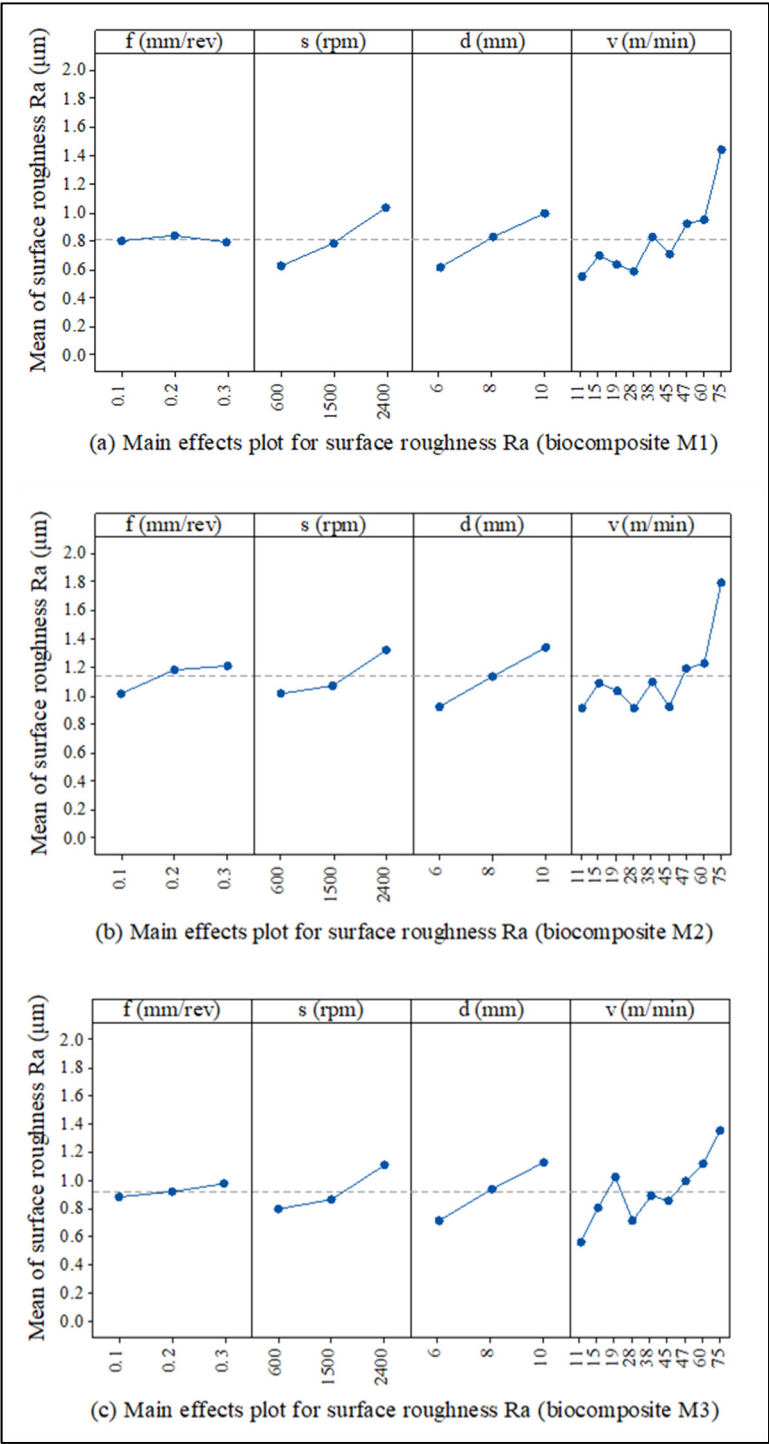 f (mm/rev) s (rpm) d (mm) v (m/min)
Mean of surface roughness Ra (μm)
2.0
1.8
1.6
1.4
1.2
1.0
0.8
0.6
0.4
0.2
0.0
0.1 0.2 0.3 600 1500 2400 6 8 10 11 15 19 28 38 45 47 60 75
(a) Main effects plot for surface roughness Ra (biocomposite M1)
f (mm/rev) s (rpm) d (mm) v (m/min)
Mean of surface roughness Ra (μm)
2.0
1.8
1.6
1.4
1.2
1.0
0.8
0.6
0.4
0.2
0.0
0.1 0.2 0.3 600 1500 2400 6 8 10 11 15 19 28 38 45 47 60 75
(b) Main effects plot for surface roughness Ra (biocomposite M2)
f (mm/rev) s (rpm) d (mm) v (m/min)
Mean of surface roughness Ra (μm)
2.0
1.8
1.6
1.4
1.2
1.0
0.8
0.6
0.4
0.2
0.0
0.1 0.2 0.3 600 1500 2400 6 8 10 11 15 19 28 38 45 47 60 75
(c) Main effects plot for surface roughness Ra (biocomposite M3)